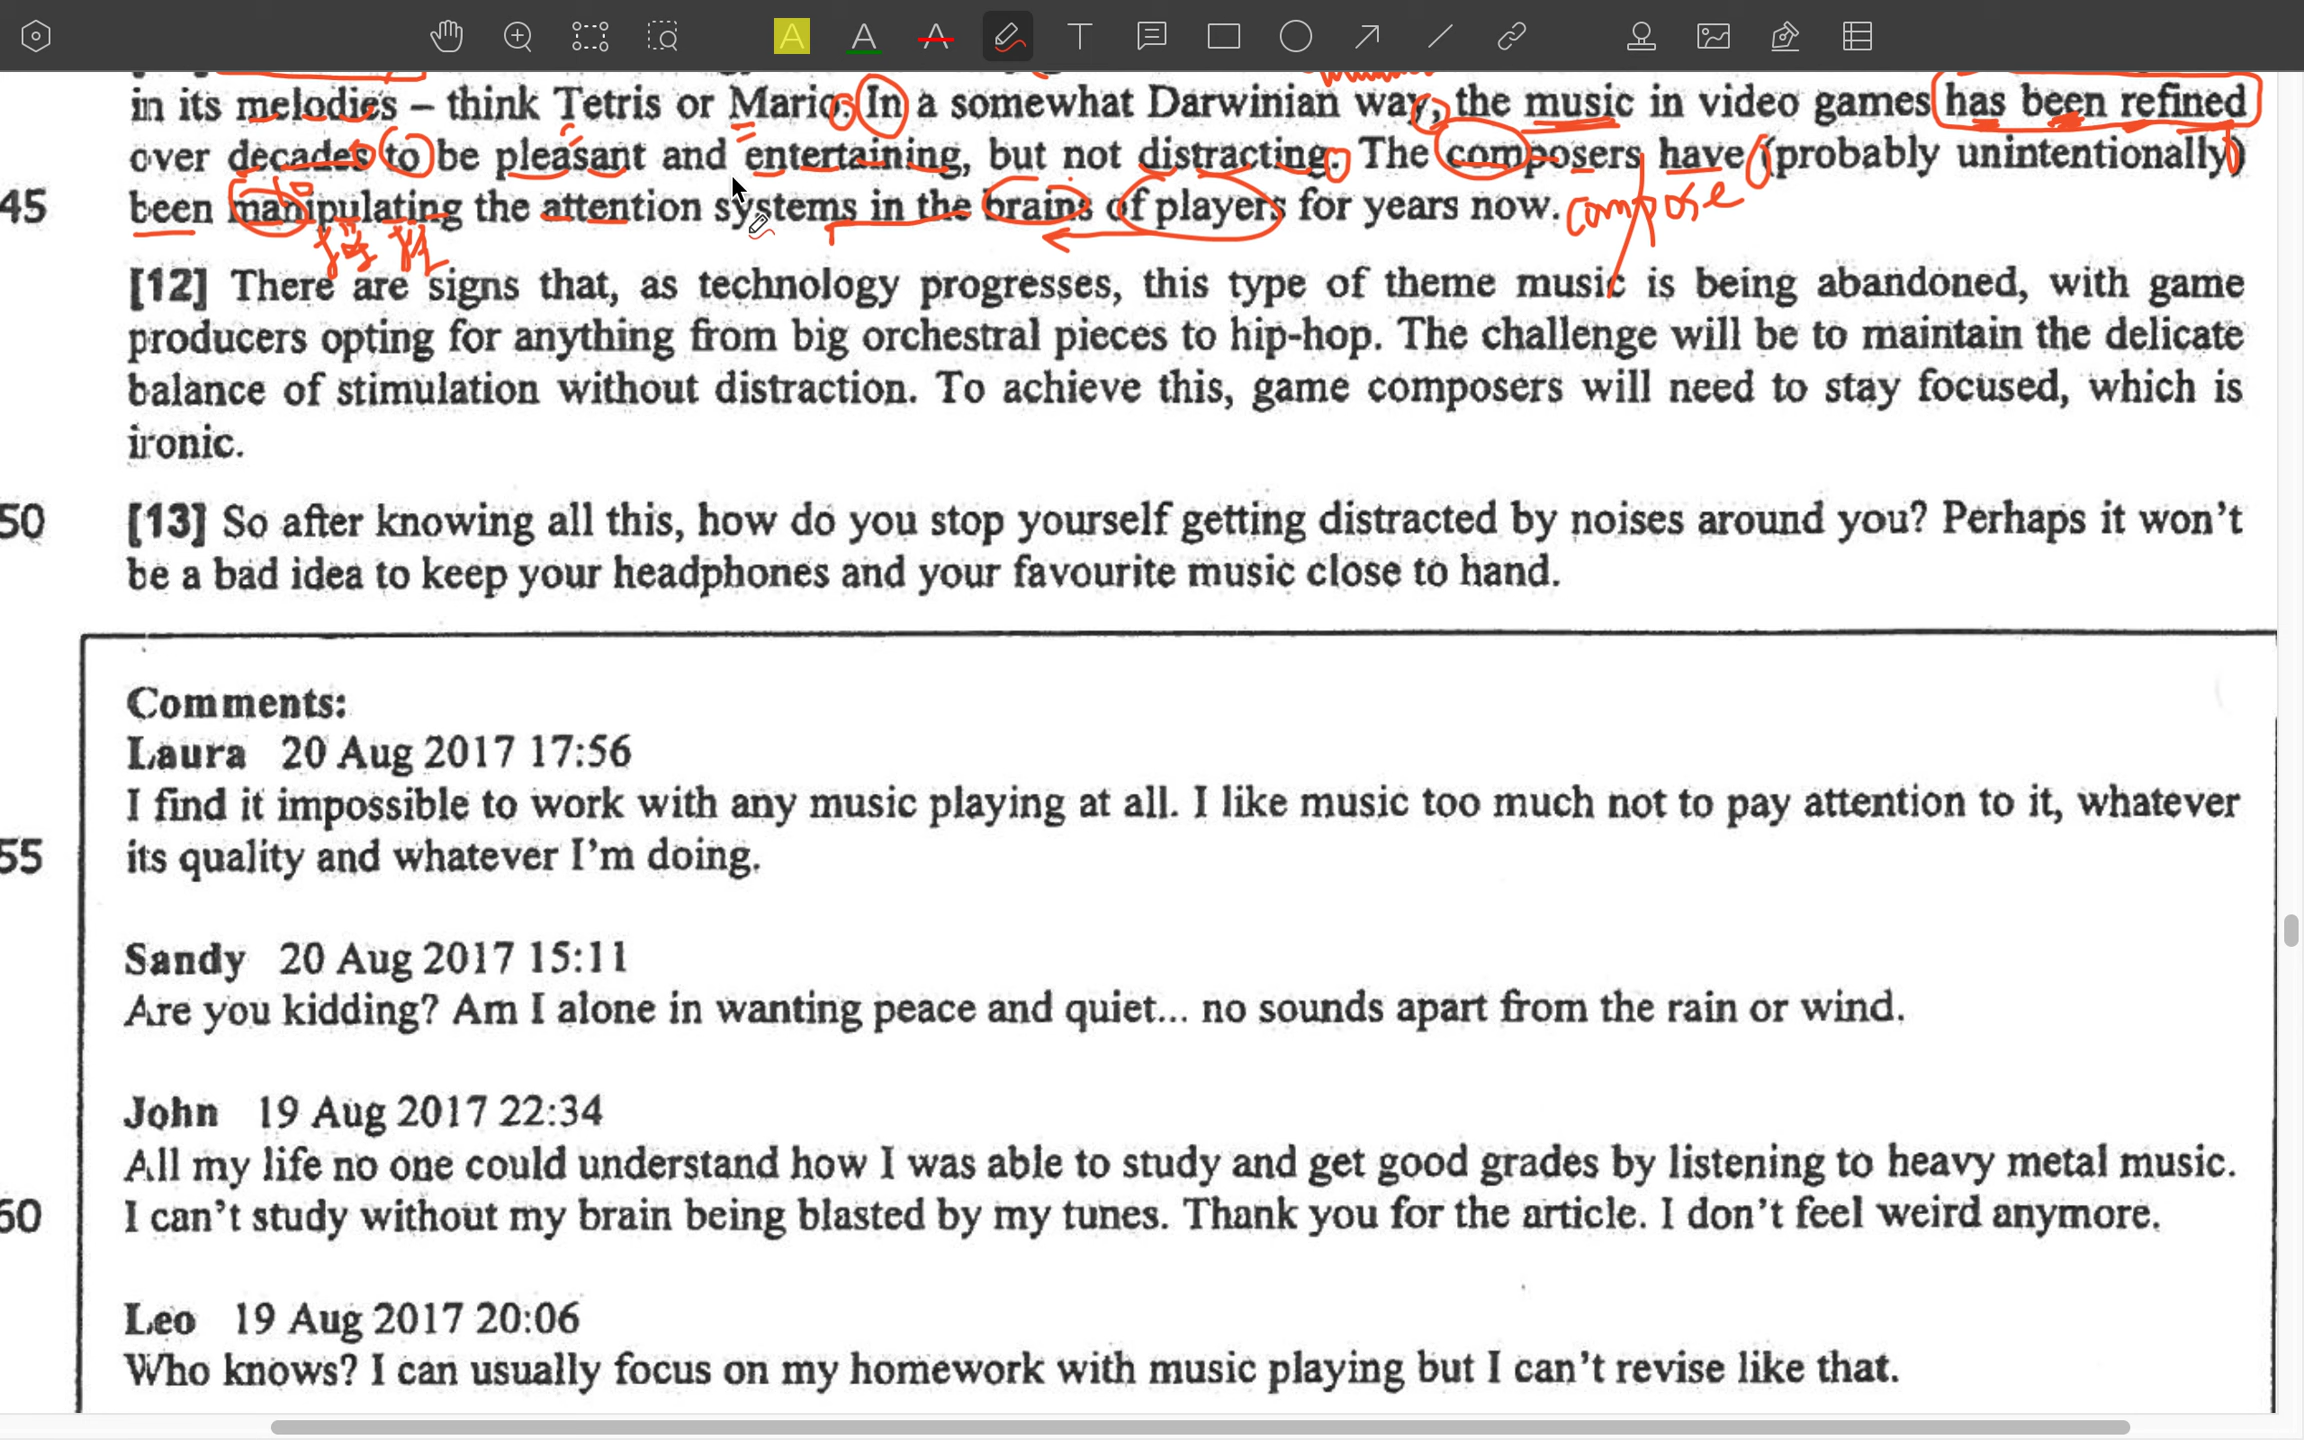 in its melodies – think Tetris or Mario. In a somewhat Darwinian way, the music in video games has been refined
over decades to be pleasant and entertaining, but not distracting. The composers have (probably unintentionally)
45 been manipulating the attention systems in the brains of players for years now. compose
[12] There are signs that, as technology progresses, this type of theme music is being abandoned, with game
producers opting for anything from big orchestral pieces to hip-hop. The challenge will be to maintain the delicate
balance of stimulation without distraction. To achieve this, game composers will need to stay focused, which is
ironic.
50 [13] So after knowing all this, how do you stop yourself getting distracted by noises around you? Perhaps it won't
be a bad idea to keep your headphones and your favourite music close to hand.
Comments:
Laura 20 Aug 2017 17:56
I find it impossible to work with any music playing at all. I like music too much not to pay attention to it, whatever
55 its quality and whatever I'm doing.
Sandy 20 Aug 2017 15:11
Are you kidding? Am I alone in wanting peace and quiet... no sounds apart from the rain or wind.
John 19 Aug 2017 22:34
All my life no one could understand how I was able to study and get good grades by listening to heavy metal music.
60 I can't study without my brain being blasted by my tunes. Thank you for the article. I don't feel weird anymore.
Leo 19 Aug 2017 20:06
Who knows? I can usually focus on my homework with music playing but I can't revise like that.